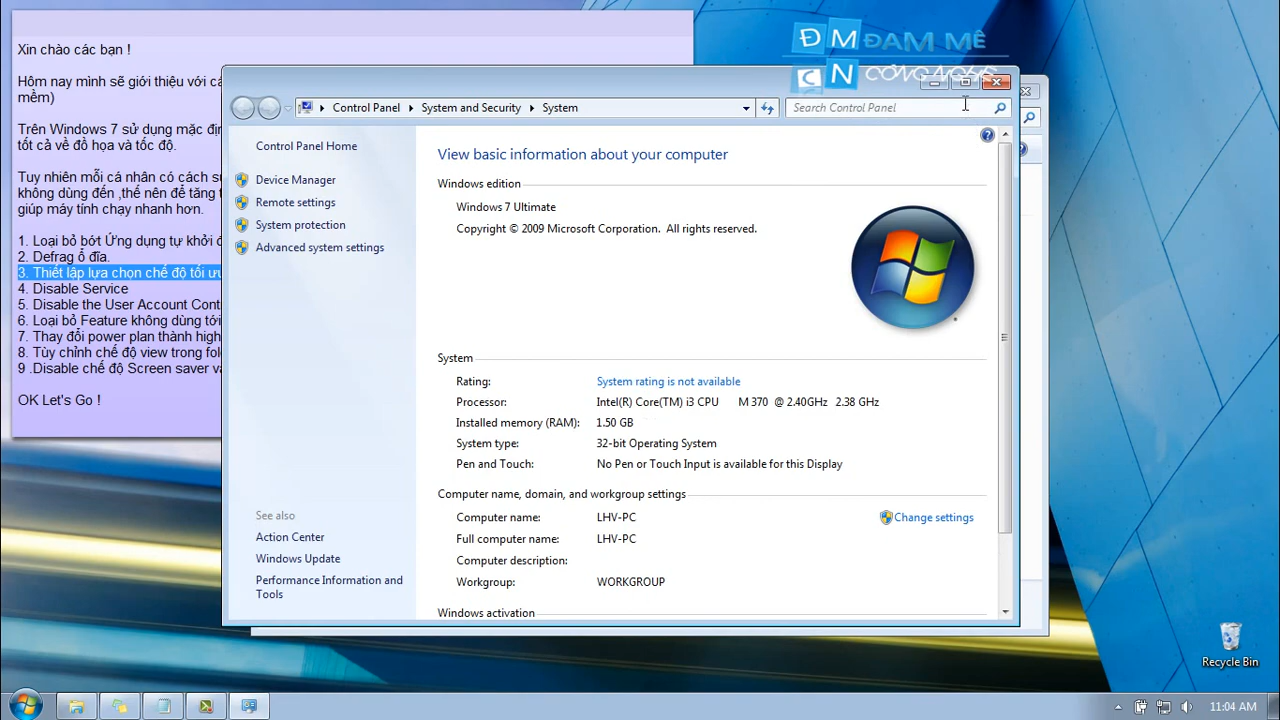 Xin chào các bạn !
Hôm nay mình sẽ giới thiệu với cá
mềm)
Trên Windows 7 sử dụng mặc địn
tốt cả về đồ họa và tốc độ.
Tuy nhiên mỗi cá nhân có cách sử
không dùng đến ,thế nên để tăng t
giúp máy tính chạy nhanh hơn.
1. Loại bỏ bớt Ứng dụng tự khởi đ
2. Defrag ổ đĩa.
3. Thiết lập lựa chọn chế độ tối ưu
4. Disable Service
5. Disable the User Account Cont
6. Loại bỏ Feature không dùng tới
7. Thay đổi power plan thành high
8. Tùy chỉnh chế độ view trong fol
9 .Disable chế độ Screen saver và
OK Let's Go !
ĐM ĐAM MÊ
CN CÔNG NGHỆ
Control Panel
System and Security
System
Search Control Panel
Control Panel Home
Device Manager
Remote settings
System protection
Advanced system settings
See also
Action Center
Windows Update
Performance Information and
Tools
View basic information about your computer
Windows edition
Windows 7 Ultimate
Copyright © 2009 Microsoft Corporation. All rights reserved.
System
Rating: System rating is not available
Processor: Intel(R) Core(TM) i3 CPU M 370 @ 2.40GHz 2.38 GHz
Installed memory (RAM): 1.50 GB
System type: 32-bit Operating System
Pen and Touch: No Pen or Touch Input is available for this Display
Computer name, domain, and workgroup settings
Computer name: LHV-PC
Change settings
Full computer name: LHV-PC
Computer description:
Workgroup: WORKGROUP
Windows activation
Recycle Bin
11:04 AM